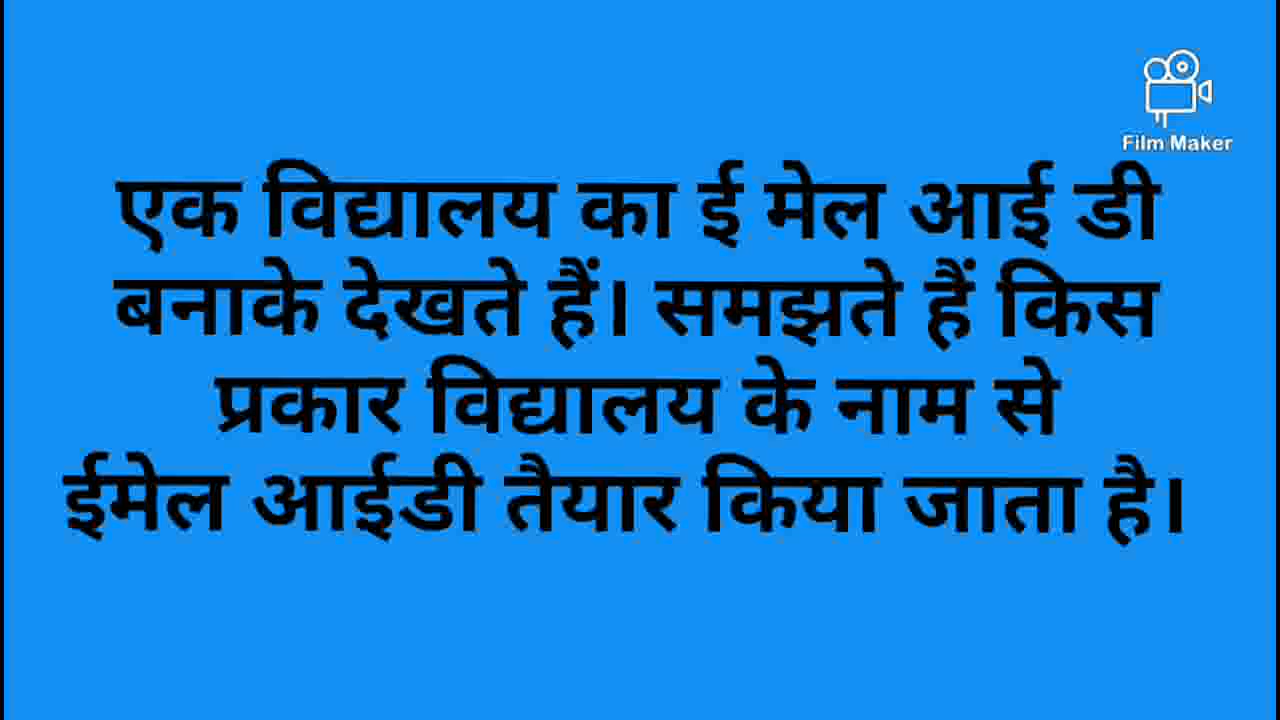 Film Maker
एक विद्यालय का ई मेल आई डी
बनाके देखते हैं। समझते हैं किस
प्रकार विद्यालय के नाम से
ईमेल आईडी तैयार किया जाता है।